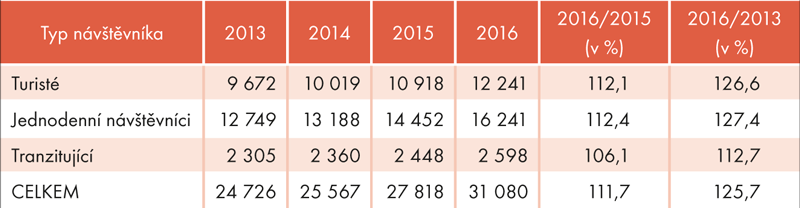 Typ návštěvníka 2013 2014 2015 2016 2016/2015 (v %) 2016/2013 (v %)
Turisté 9 672 10 019 10 918 12 241 112,1 126,6
Jednodenní návštěvníci 12 749 13 188 14 452 16 241 112,4 127,4
Tranzitující 2 305 2 360 2 448 2 598 106,1 112,7
CELKEM 24 726 25 567 27 818 31 080 111,7 125,7